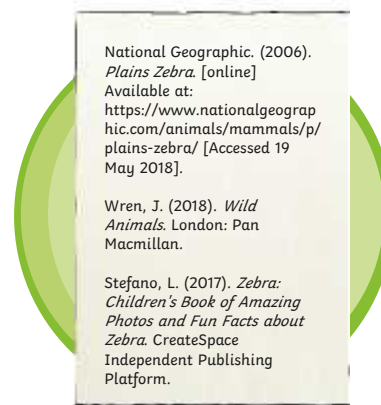 National Geographic. (2006).
Plains Zebra. [online]
Available at:
https://www.nationalgeograp
hic.com/animals/mammals/p/
plains-zebra/ [Accessed 19
May 2018].
Wren, J. (2018). Wild
Animals. London: Pan
Macmillan.
Stefano, L. (2017). Zebra:
Children's Book of Amazing
Photos and Fun Facts about
Zebra. CreateSpace
Independent Publishing
Platform.